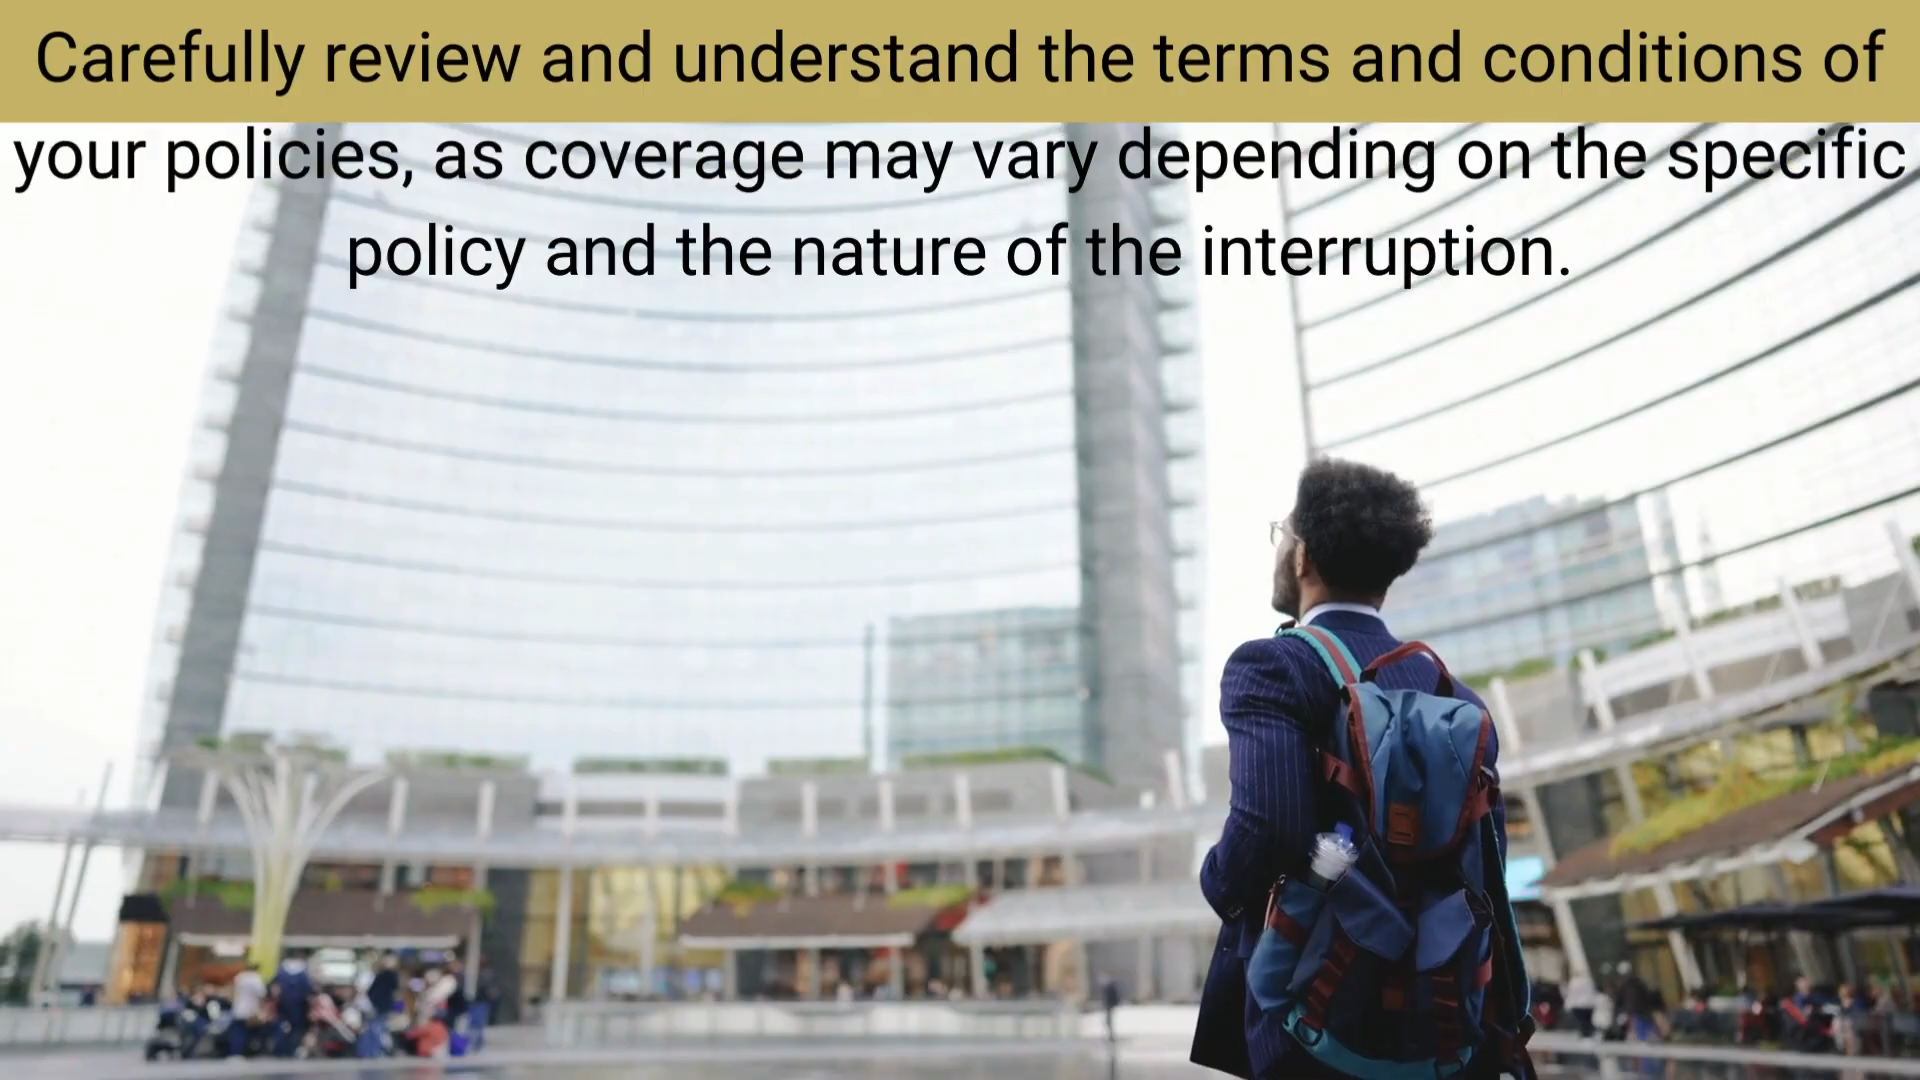 Carefully review and understand the terms and conditions of
your policies, as coverage may vary depending on the specific
policy and the nature of the interruption.